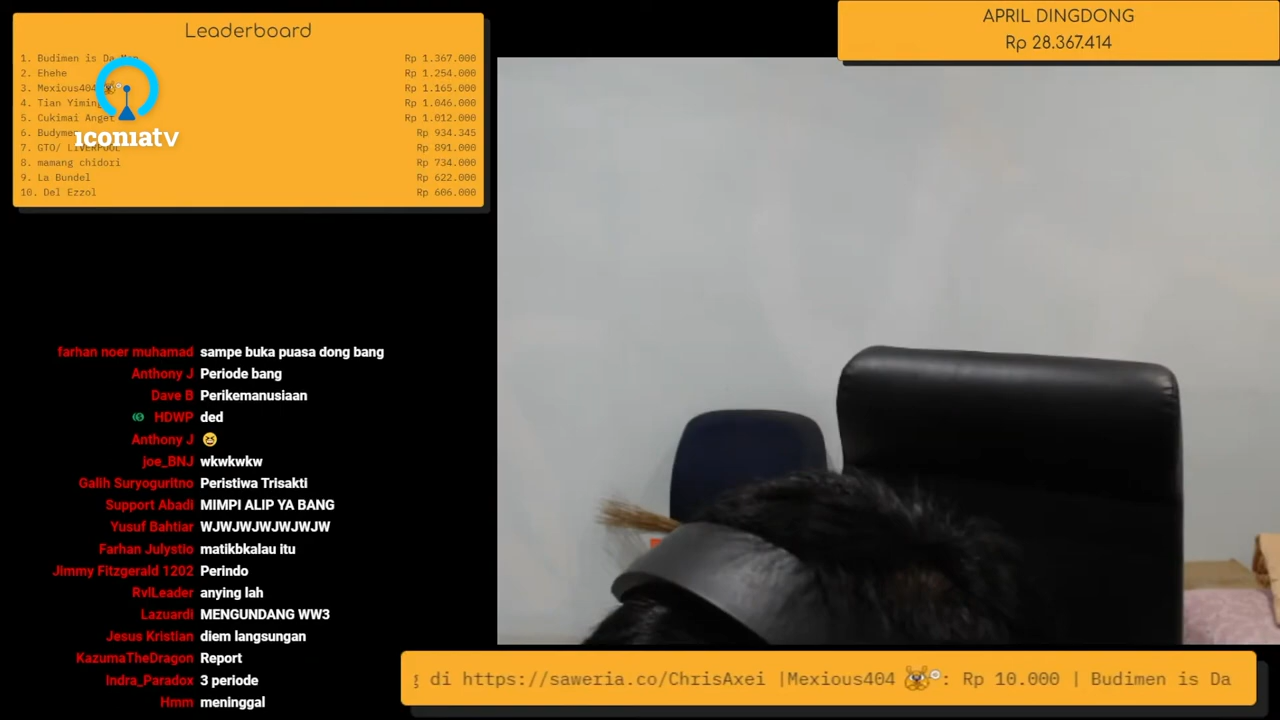 Leaderboard
1. Budimen is Da Rp 1.367.000
2. Ehehe Rp 1.254.000
3. Mexious404 Rp 1.165.000
4. Tian Yiming Rp 1.046.000
5. Cukimai Anget Rp 1.012.000
6. Budyme Rp 934.345
7. GTO/ LIVERPOOL Rp 891.000
8. mamang chidori Rp 734.000
9. La Bundel Rp 622.000
10. Del Ezzol Rp 606.000
iconiatv
APRIL DINGDONG
Rp 28.367.414
farhan noer muhamad sampe buka puasa dong bang
Anthony J Periode bang
Dave B Perikemanusiaan
HDWP ded
Anthony J 😆
joe_BNJ wkwkwkw
Galih Suryoguritno Peristiwa Trisakti
Support Abadi MIMPI ALIP YA BANG
Yusuf Bahtiar WJWJWJWJWJWJW
Farhan Julystio matikbkalau itu
Jimmy Fitzgerald 1202 Perindo
RvlLeader anying lah
Lazuardi MENGUNDANG WW3
Jesus Kristian diem langsungan
KazumaTheDragon Report
Indra_Paradox 3 periode
Hmm meninggal
di https://saweria.co/ChrisAxei |Mexious404 : Rp 10.000 | Budimen is Da